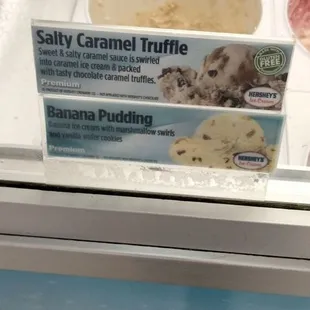 Salty Caramel Truffle
Sweet & salty caramel sauce is swirled
into caramel ice cream & packed
with tasty chocolate caramel truffles.
Premium
FREE
HERSHEY'S
Ice Cream
Banana Pudding
Banana ice cream with marshmallow swirls
and vanilla wafer cookies
Premium
HERSHEY'S
Ice Cream